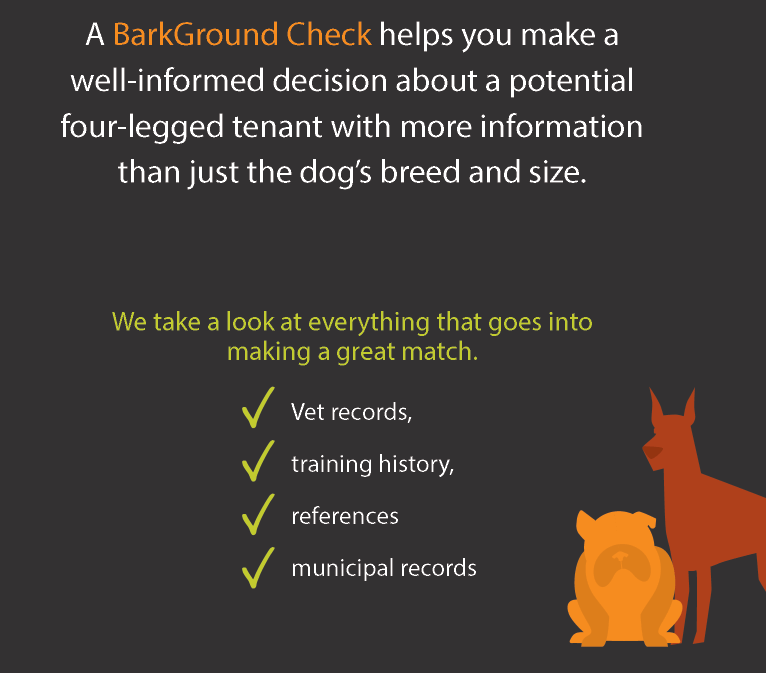 A BarkGround Check helps you make a
well-informed decision about a potential
four-legged tenant with more information
than just the dog’s breed and size.
We take a look at everything that goes into
making a great match.
Vet records,
training history,
references
municipal records